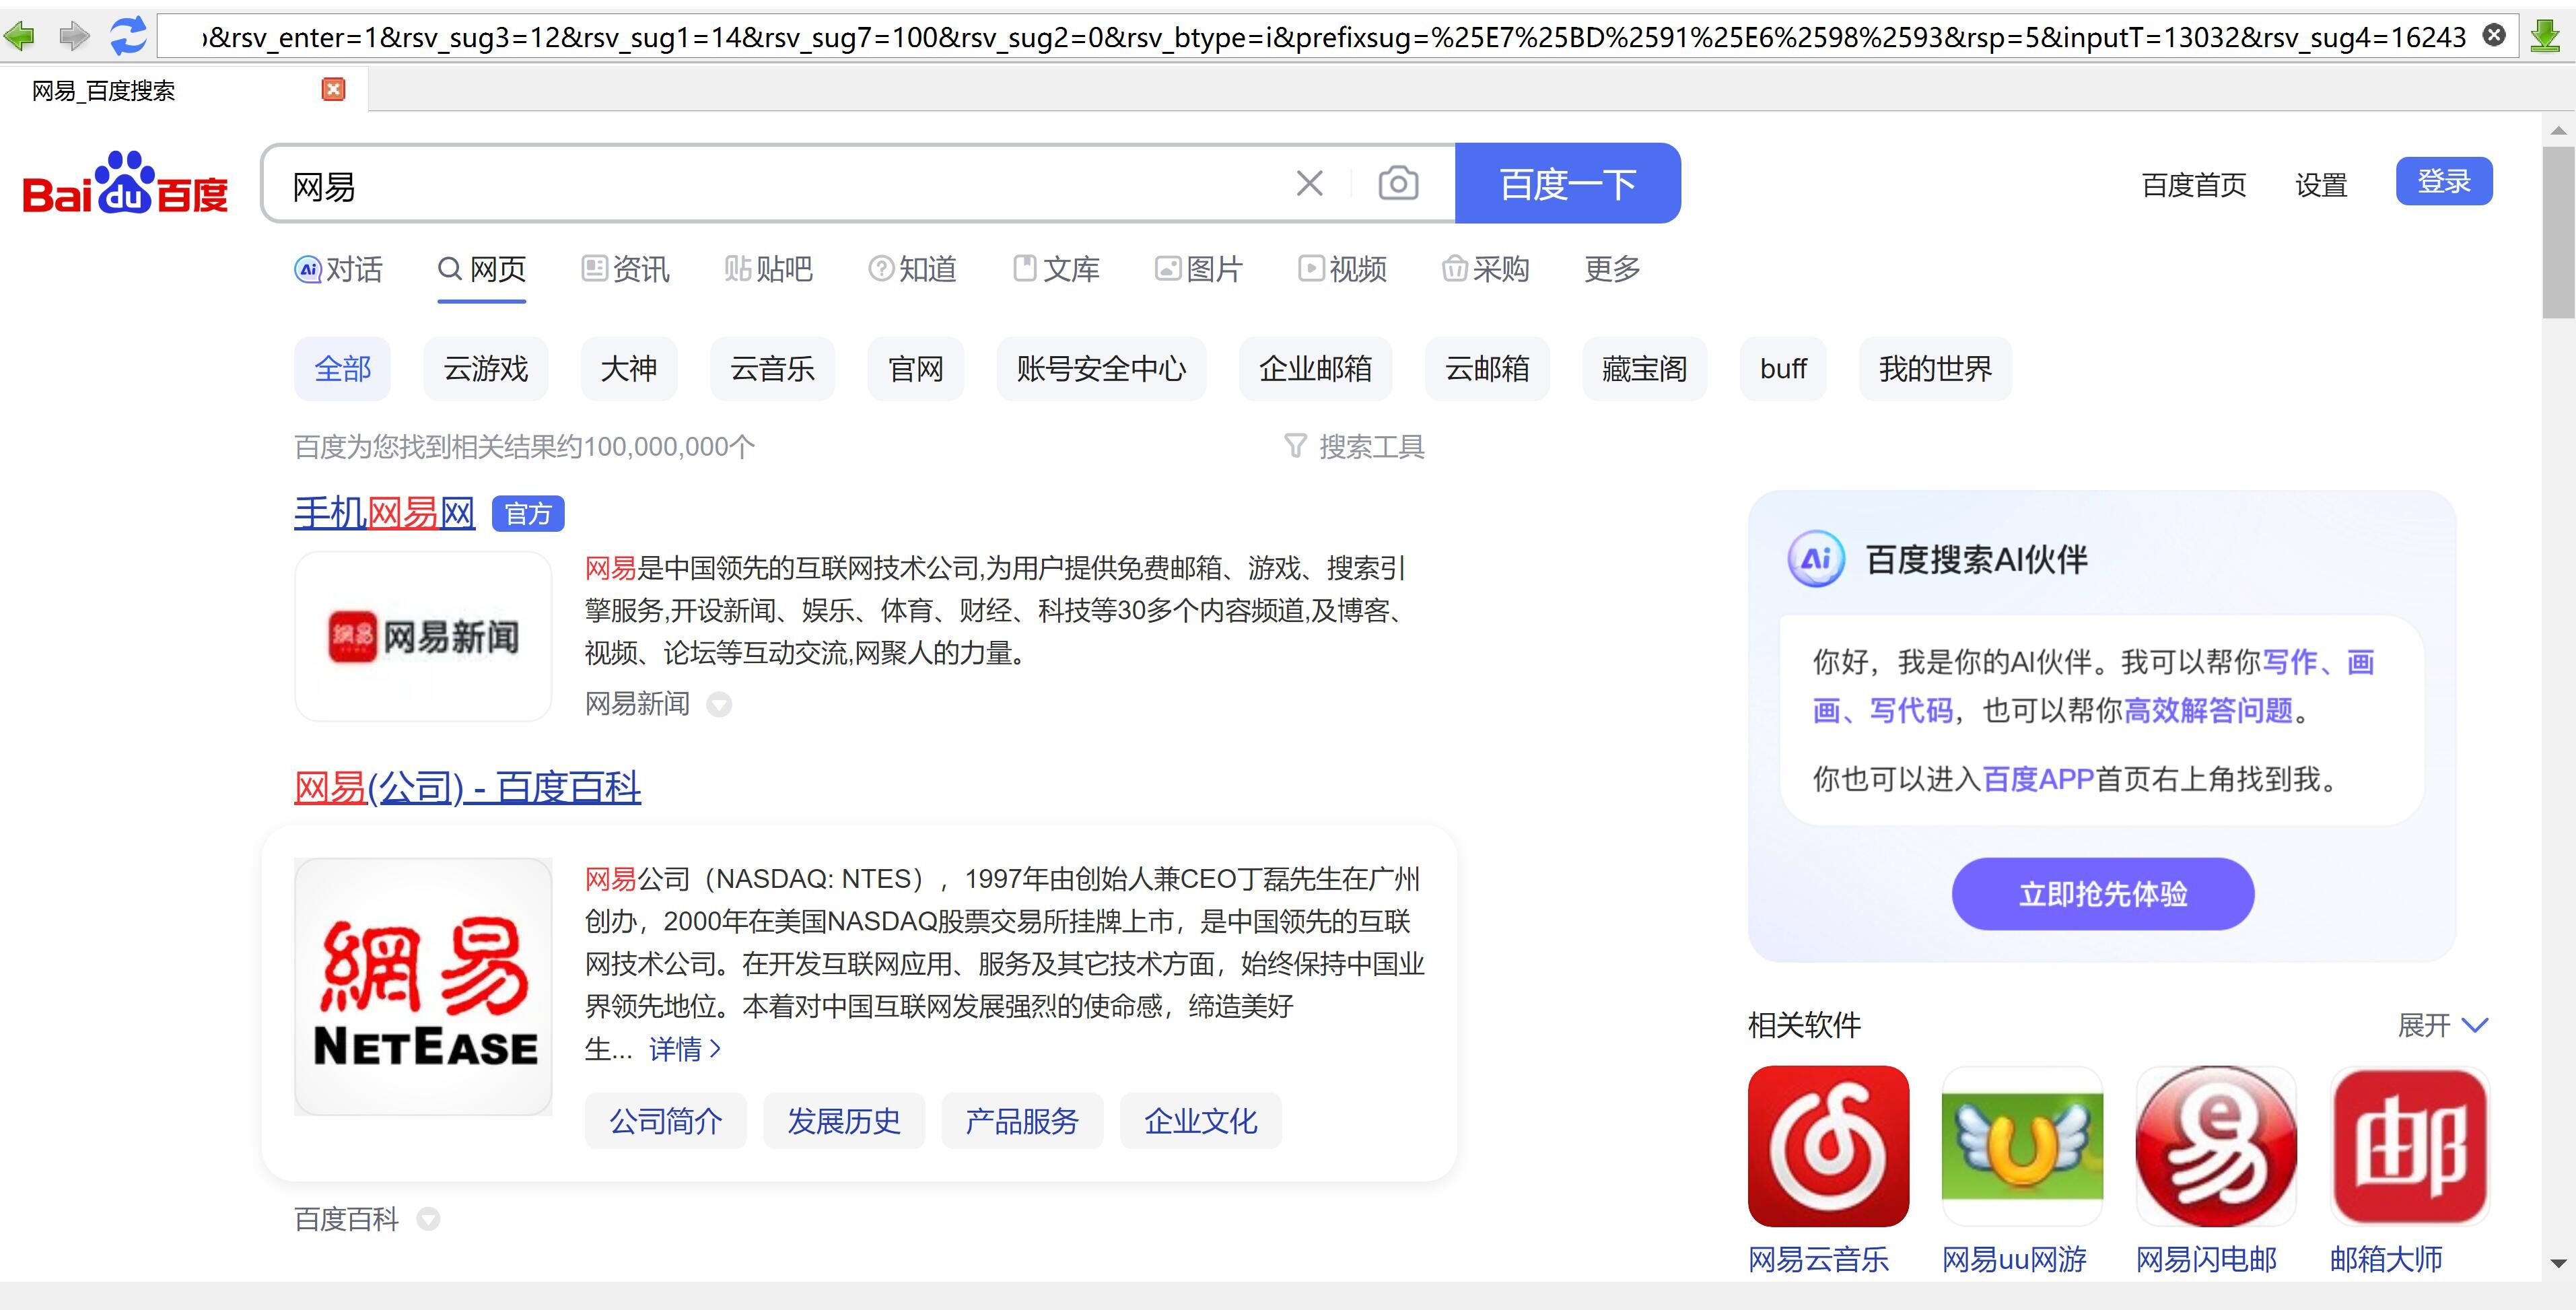 &rsv_enter=1&rsv_sug3=12&rsv_sug1=14&rsv_sug7=100&rsv_sug2=0&rsv_btype=i&prefixsug=%25E7%25BD%2591%25E6%2598%2593&rsp=5&inputT=13032&rsv_sug4=16243
网易_百度搜索
Bai du 百度
网易
百度一下
百度首页 设置 登录
Ai 对话 网页 资讯 贴 贴吧 知道 文库 图片 视频 采购 更多
全部 云游戏 大神 云音乐 官网 账号安全中心 企业邮箱 云邮箱 藏宝阁 buff 我的世界
百度为您找到相关结果约100,000,000个 搜索工具
手机网易网 官方
網易 网易新闻
网易是中国领先的互联网技术公司,为用户提供免费邮箱、游戏、搜索引
擎服务,开设新闻、娱乐、体育、财经、科技等30多个内容频道,及博客、
视频、论坛等互动交流,网聚人的力量。
网易新闻
网易(公司) - 百度百科
網易
NETEASE
网易公司（NASDAQ: NTES），1997年由创始人兼CEO丁磊先生在广州
创办，2000年在美国NASDAQ股票交易所挂牌上市，是中国领先的互联
网技术公司。在开发互联网应用、服务及其它技术方面，始终保持中国业
界领先地位。本着对中国互联网发展强烈的使命感，缔造美好
生... 详情
公司简介 发展历史 产品服务 企业文化
百度百科
Ai 百度搜索AI伙伴
你好，我是你的AI伙伴。我可以帮你写作、画
画、写代码，也可以帮你高效解答问题。
你也可以进入百度APP首页右上角找到我。
立即抢先体验
相关软件 展开
U e易 邮
网易云音乐 网易uu网游 网易闪电邮 邮箱大师